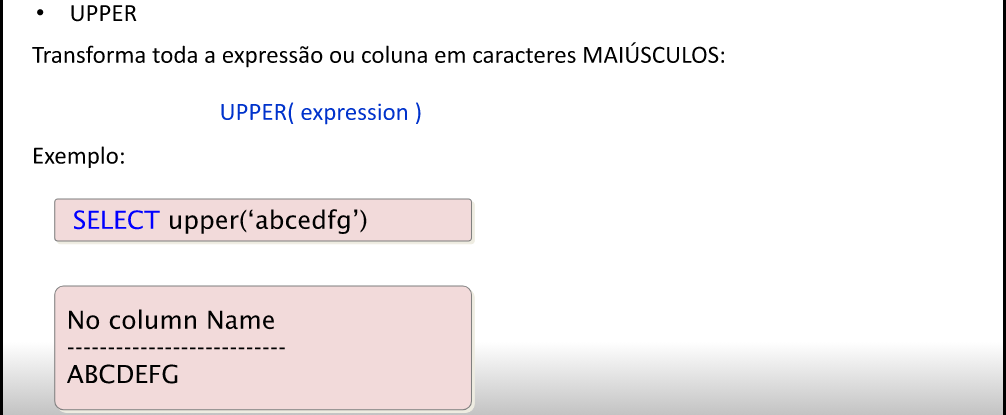 • UPPER
Transforma toda a expressão ou coluna em caracteres MAIÚSCULOS:
UPPER( expression )
Exemplo:
SELECT upper(‘abcedfg’)
No column Name
---------------------------
ABCDEFG